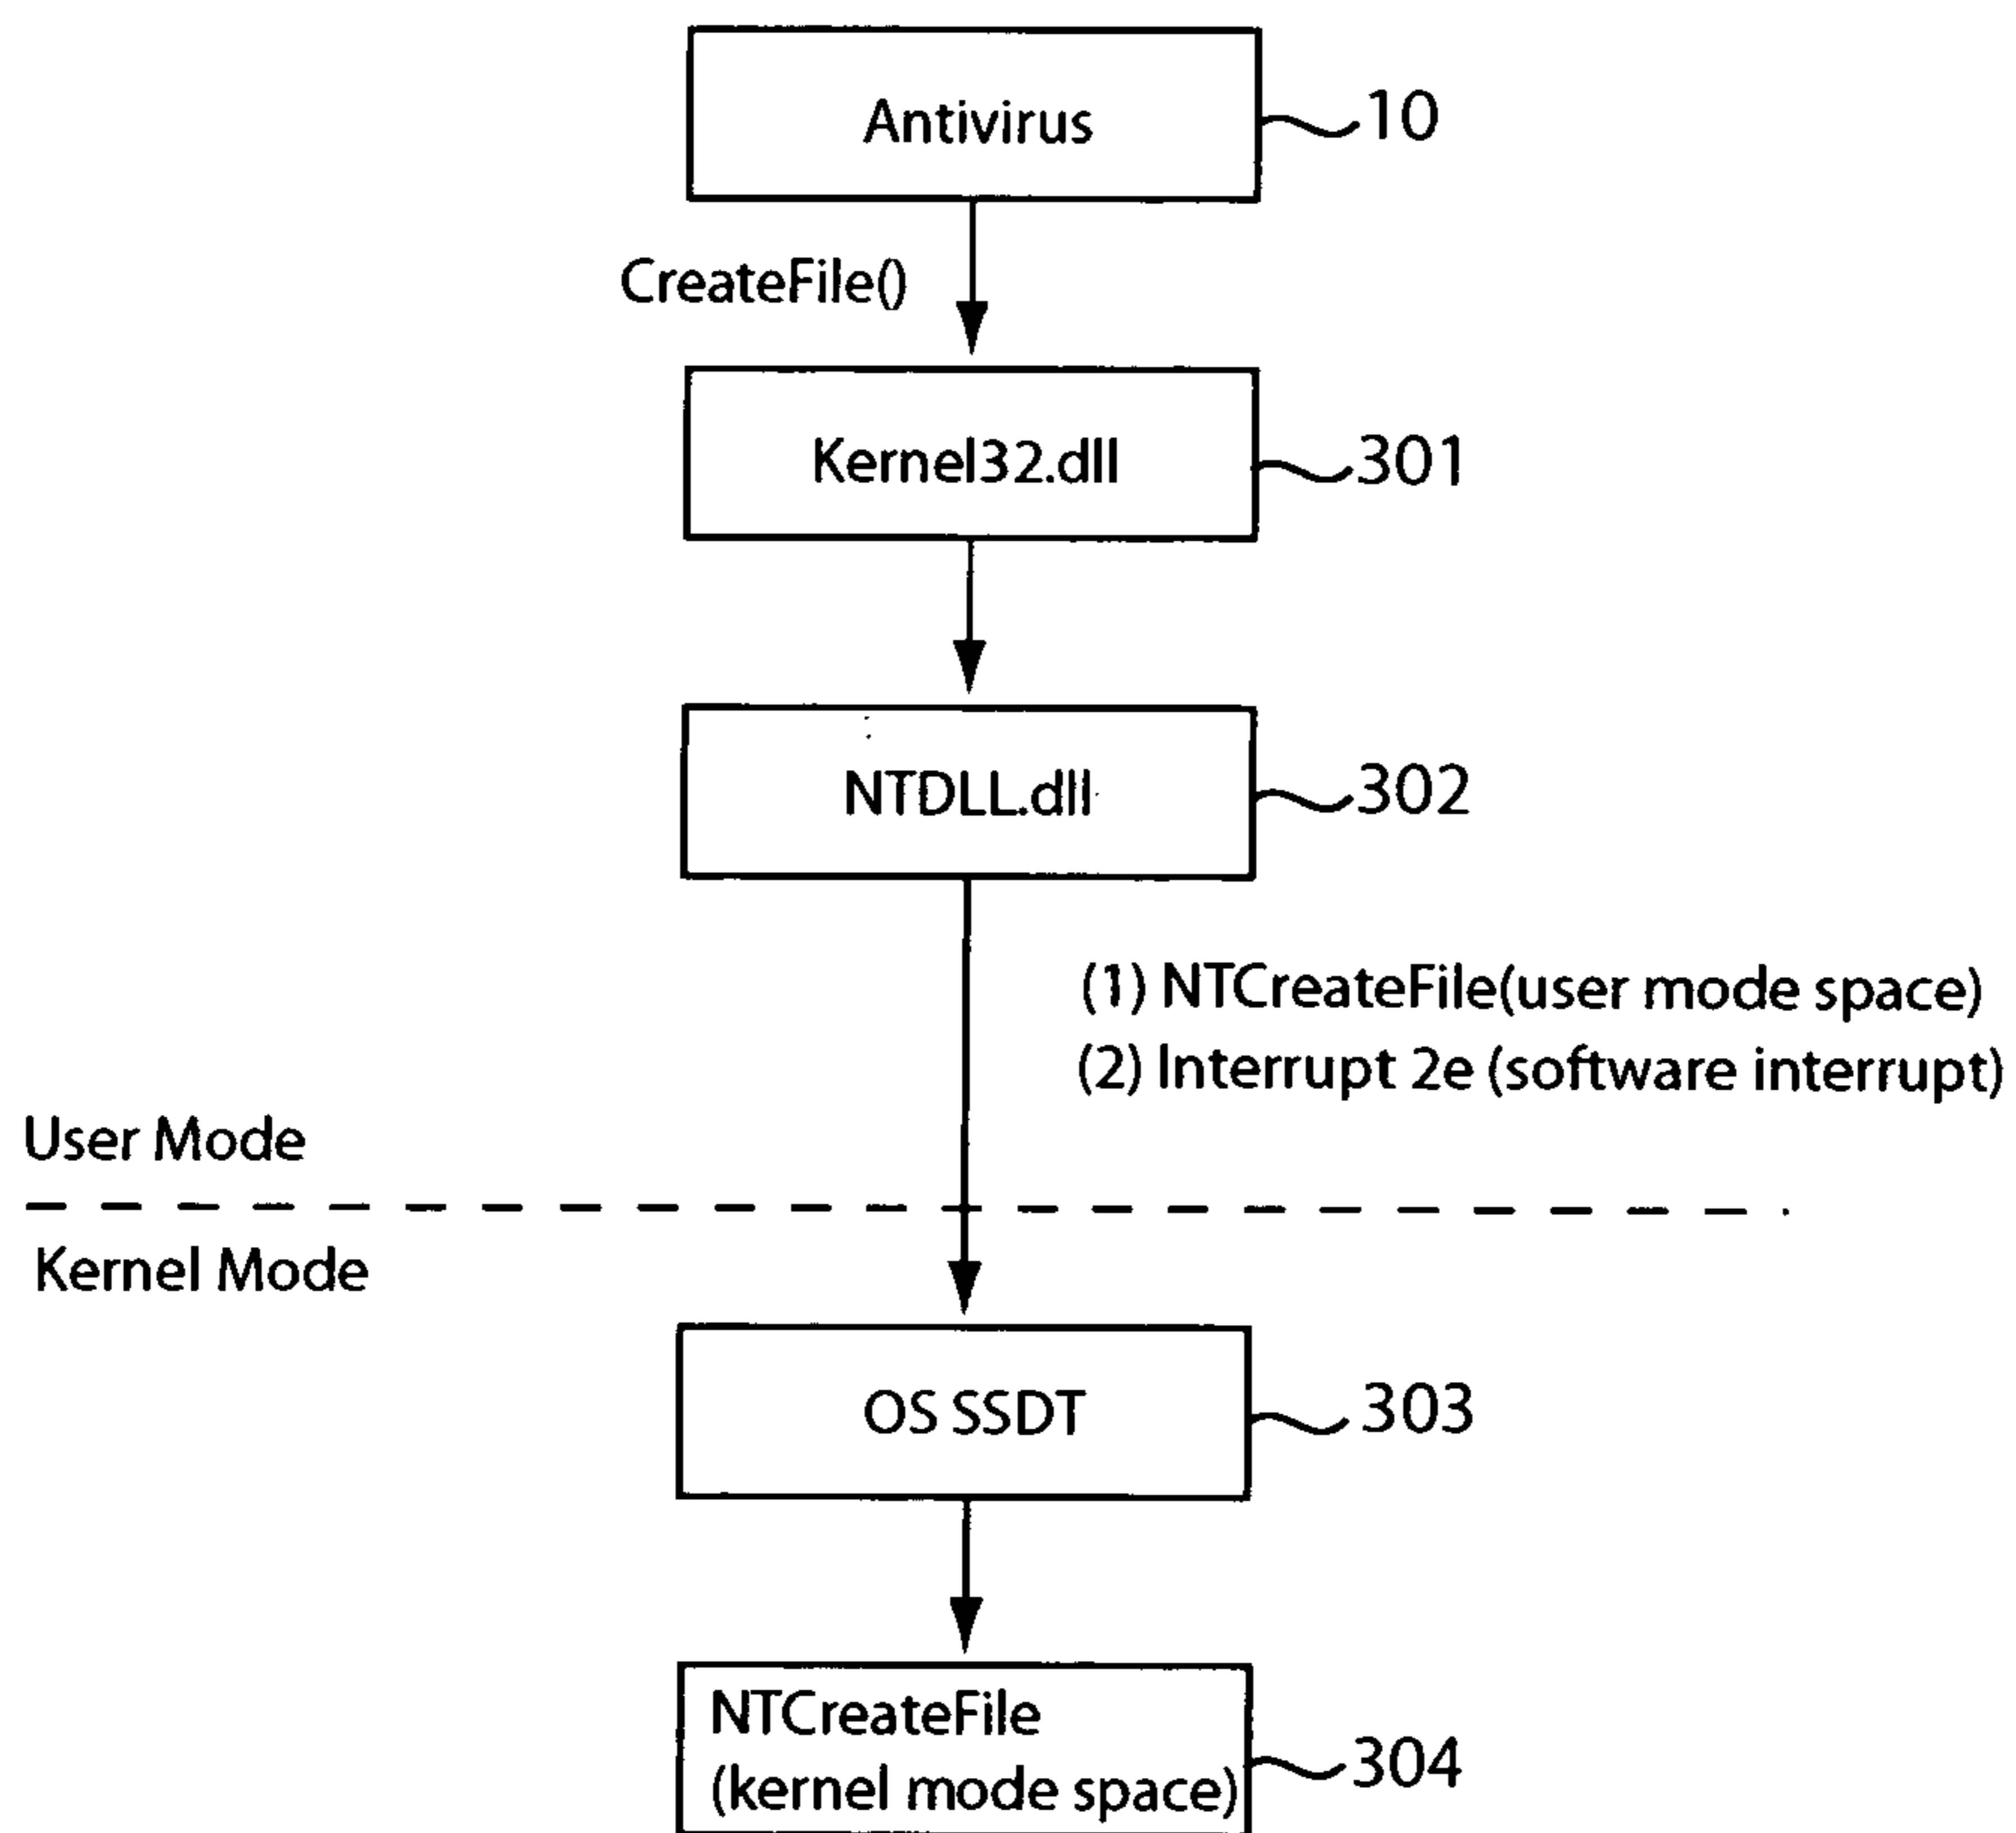 Antivirus
10
CreateFile()
Kernel32.dll
301
NTDLL.dll
302
(1) NTCreateFile(user mode space)
(2) Interrupt 2e (software interrupt)
User Mode
Kernel Mode
OS SSDT
303
NTCreateFile
(kernel mode space)
304